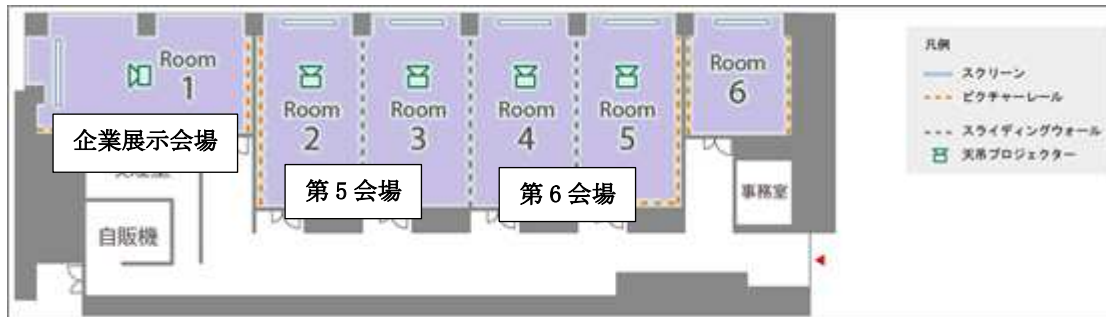 Room
1
Room
2
Room
3
Room
4
Room
5
Room
6
企業展示会場
第5会場
第6会場
自販機
事務室
凡例
スクリーン
ピクチャーレール
スライディングウォール
天吊プロジェクター